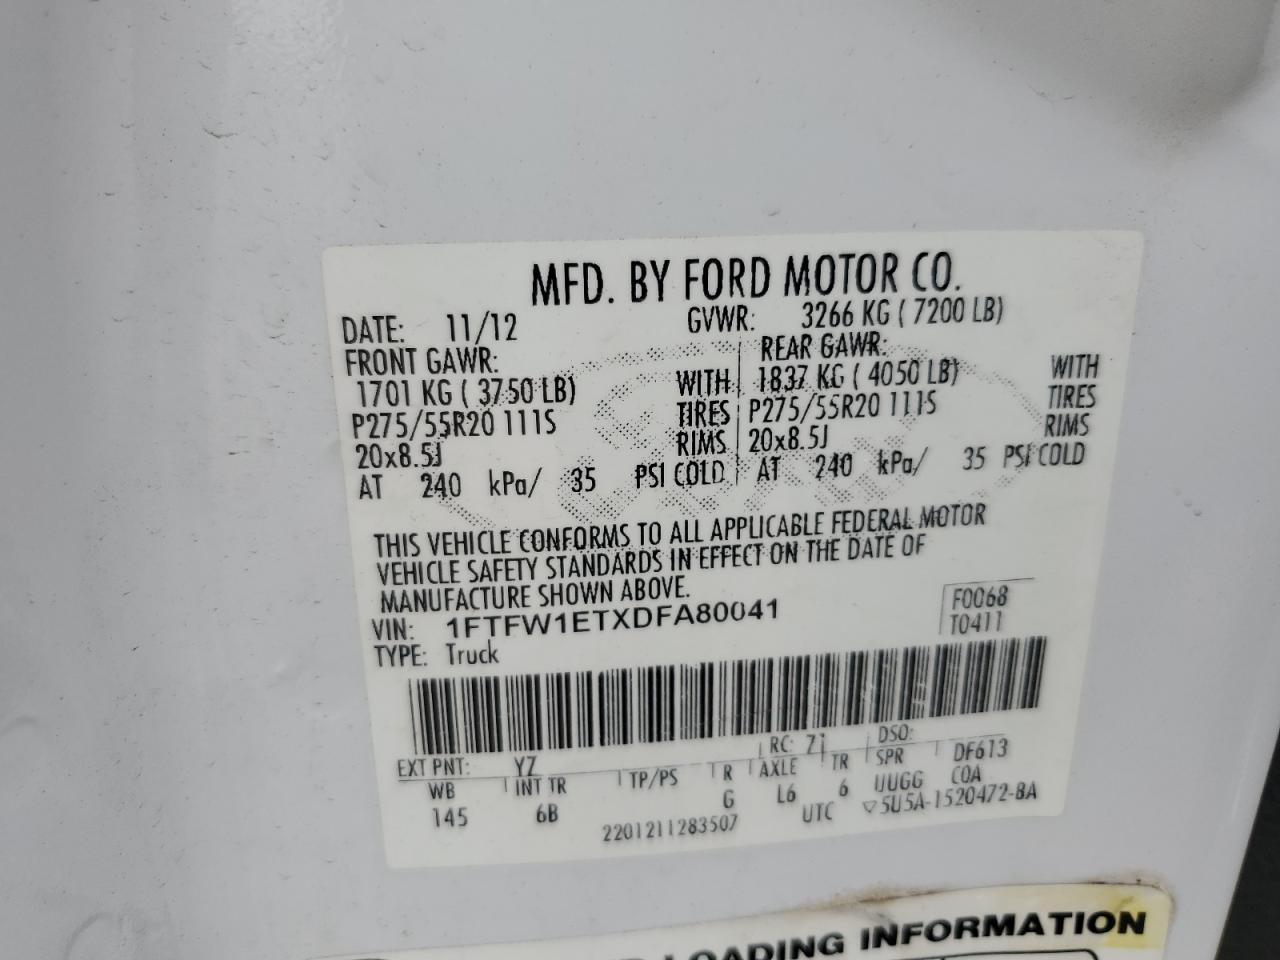 MFD. BY FORD MOTOR CO.
DATE: 11/12 GVWR: 3266 KG ( 7200 LB)
FRONT GAWR: REAR GAWR:
1701 KG ( 3750 LB) WITH 1837 KG ( 4050 LB) WITH
P275/55R20 111S TIRES P275/55R20 111S TIRES
20x8.5J RIMS 20x8.5J RIMS
AT 240 kPa/ 35 PSI COLD AT 240 kPa/ 35 PSI COLD
THIS VEHICLE CONFORMS TO ALL APPLICABLE FEDERAL MOTOR
VEHICLE SAFETY STANDARDS IN EFFECT ON THE DATE OF
MANUFACTURE SHOWN ABOVE.
VIN: 1FTFW1ETXDFA80041 F0068
TYPE: Truck T0411
EXT PNT: YZ RC: 71 DSO:
WB INT TR TP/PS R AXLE TR SPR DF613
145 6B G L6 6 UUGG COA
2201211283507 UTC ▽5U5A-1520472-BA
LOADING INFORMATION